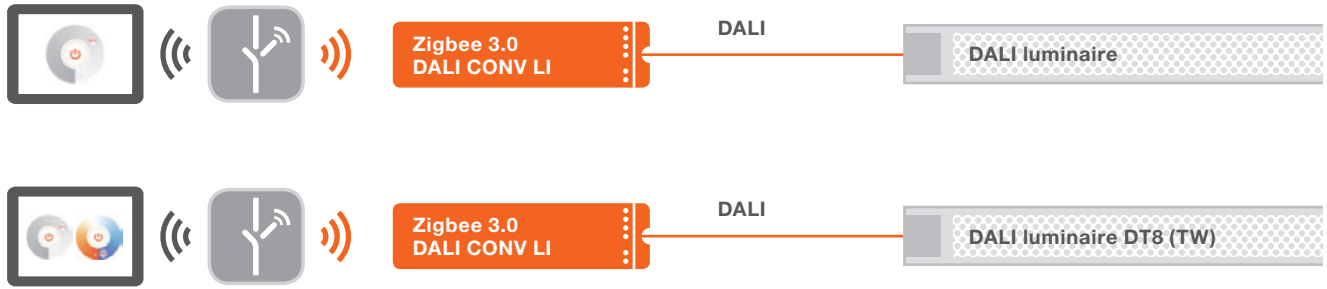 Zigbee 3.0
DALI CONV LI
DALI
DALI luminaire
Zigbee 3.0
DALI CONV LI
DALI
DALI luminaire DT8 (TW)